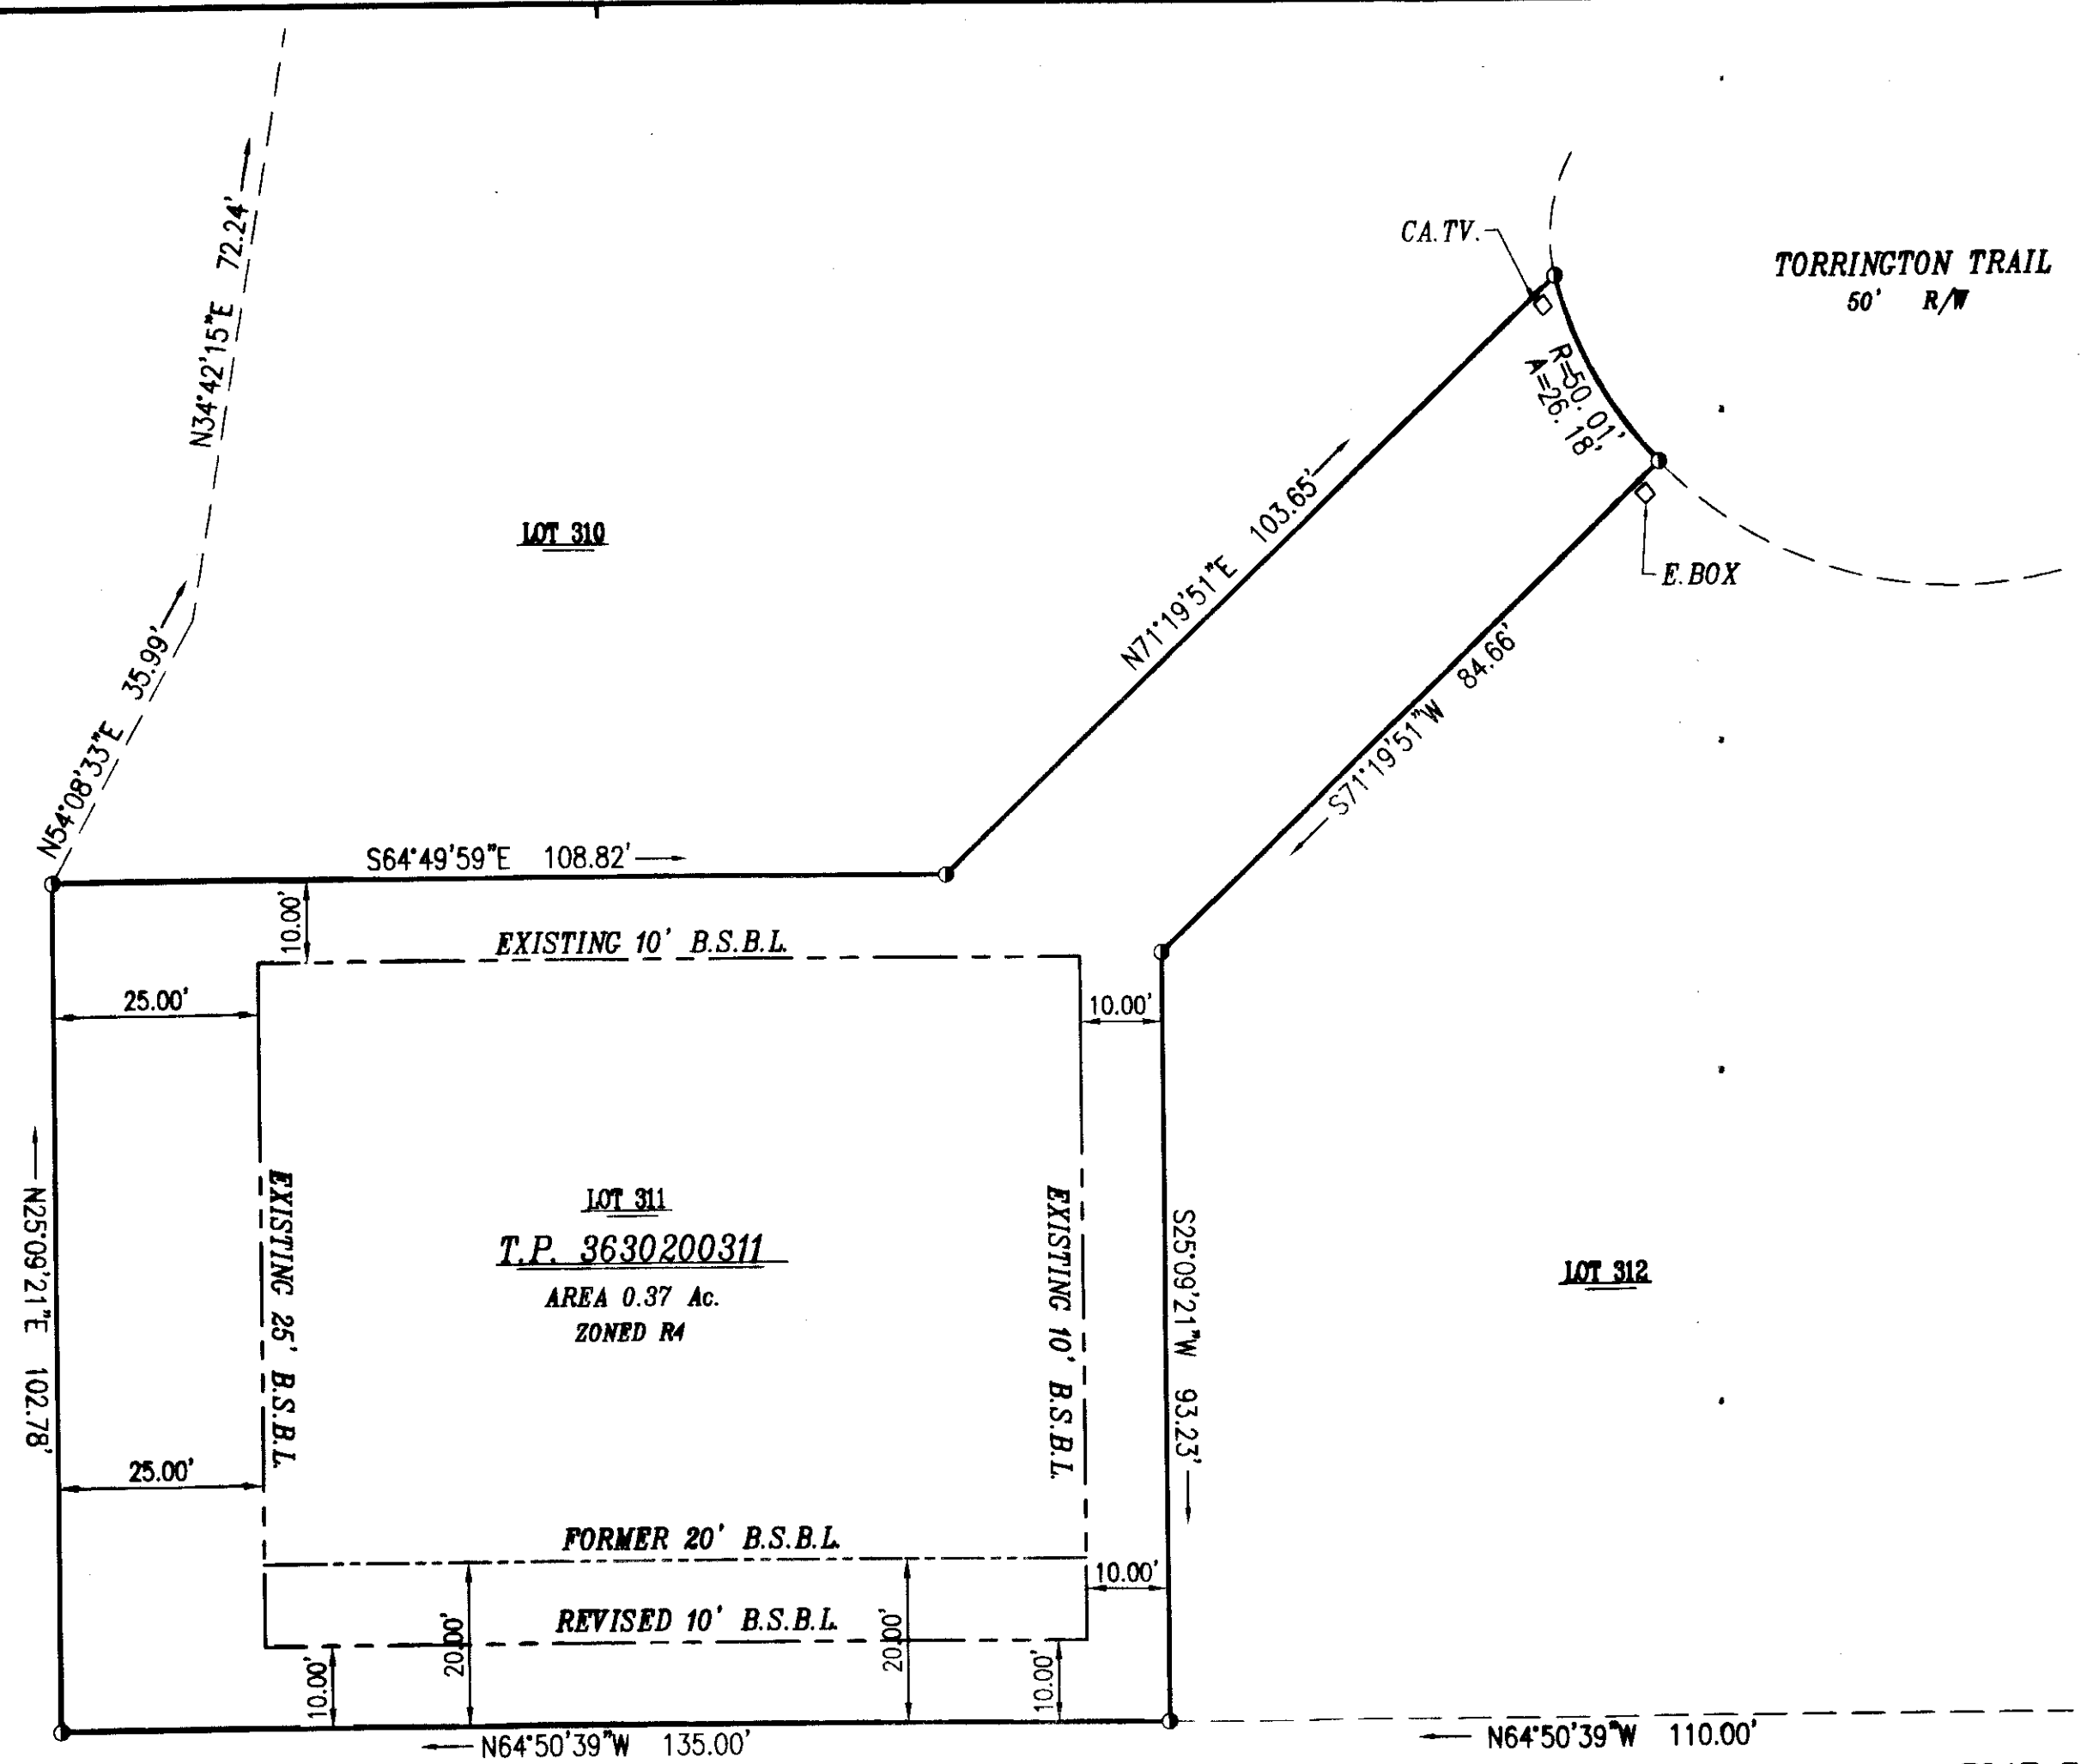 N34°42'15"E 72.24'
CA.TV.
TORRINGTON TRAIL
50' R/W
R=50.01'
A=26.18'
N71°19'51"E 103.65'
LOT 310
E.BOX
N54°08'33"E 35.99'
S71°19'51"W 84.66'
S64°49'59"E 108.82'
10.00'
EXISTING 10' B.S.B.L.
25.00'
10.00'
N25°09'21"E 102.78'
EXISTING 25' B.S.B.L.
LOT 311
T.P. 3630200311
AREA 0.37 Ac.
ZONED R4
EXISTING 10' B.S.B.L.
S25°09'21"W 93.23'
LOT 312
25.00'
FORMER 20' B.S.B.L.
10.00'
REVISED 10' B.S.B.L.
10.00'
20.00'
20.00'
10.00'
N64°50'39"W 135.00'
N64°50'39"W 110.00'